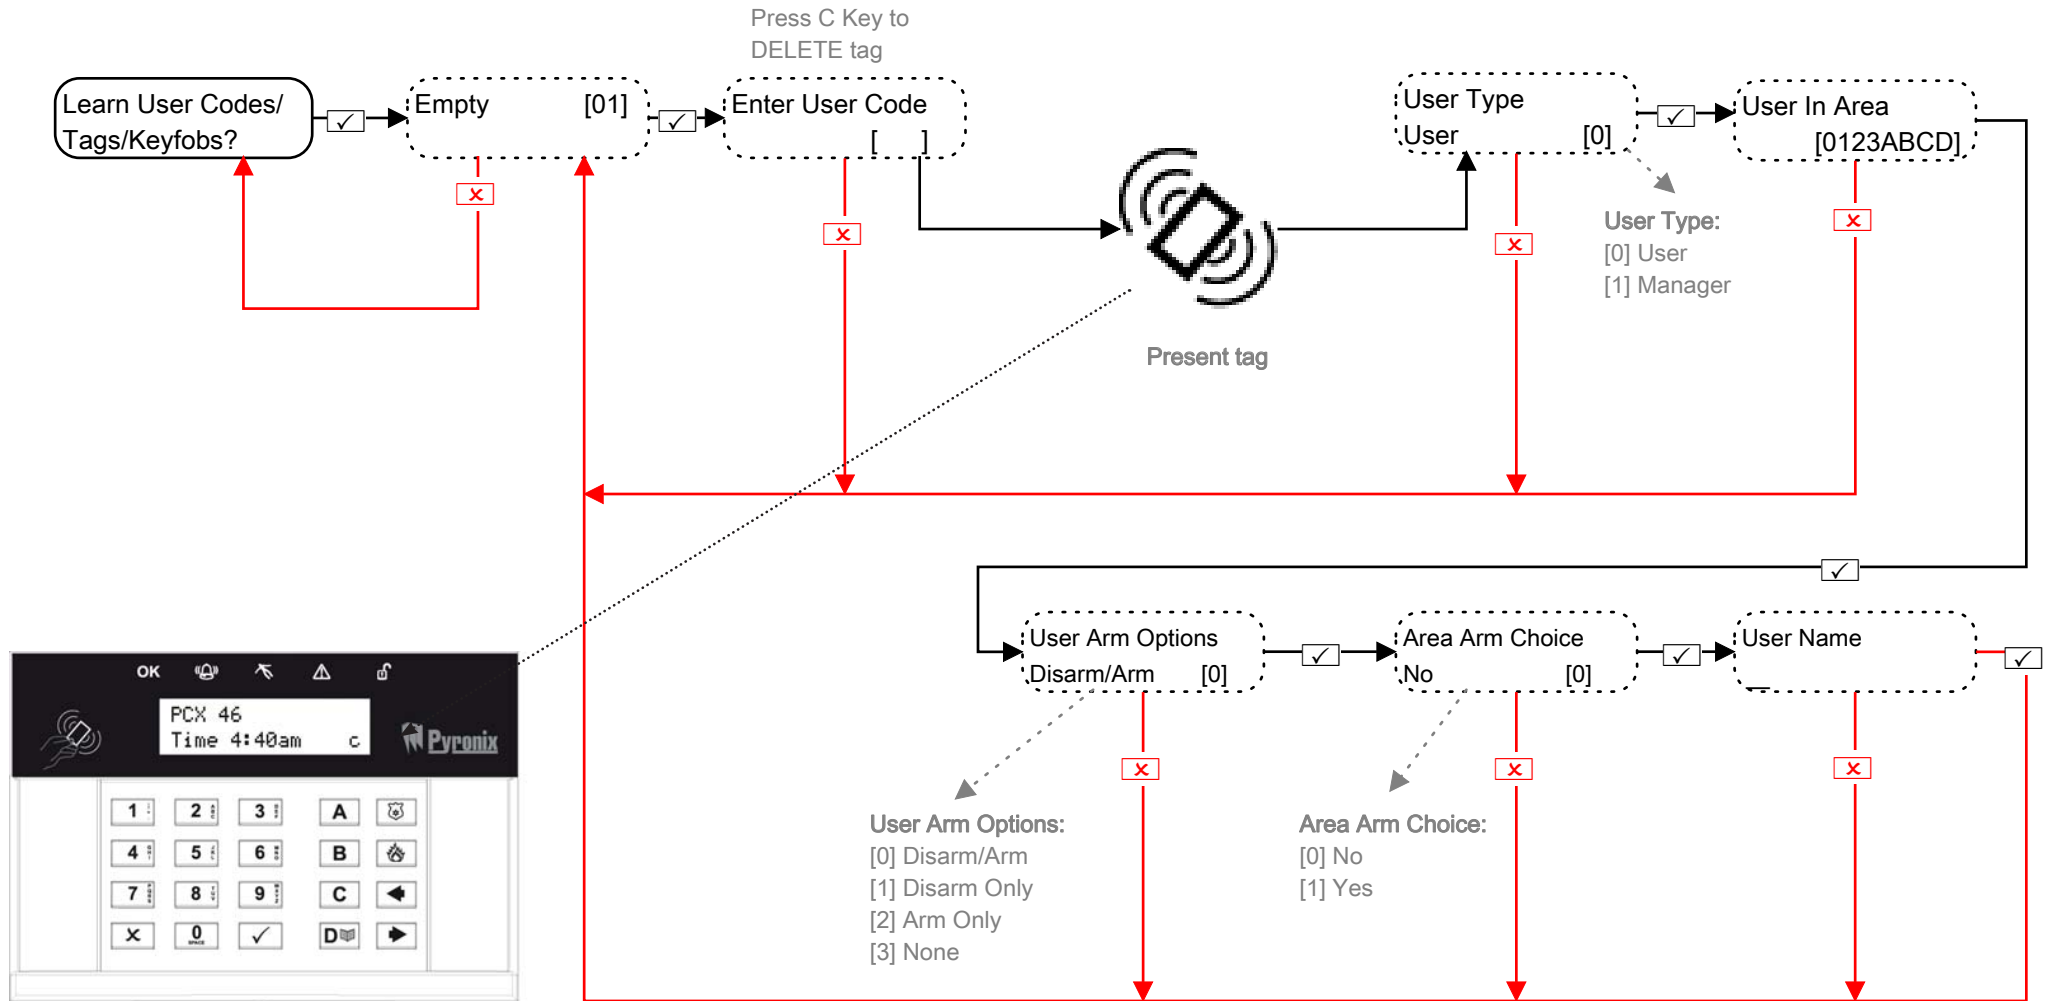 Press C Key to
DELETE tag
Learn User Codes/
Tags/Keyfobs?
Empty [01]
Enter User Code
[ ]
User Type
User [0]
User In Area
[0123ABCD]
User Type:
[0] User
[1] Manager
Present tag
User Arm Options
Disarm/Arm [0]
Area Arm Choice
No [0]
User Name
User Arm Options:
[0] Disarm/Arm
[1] Disarm Only
[2] Arm Only
[3] None
Area Arm Choice:
[0] No
[1] Yes
OK
PCX 46
Time 4:40am c
Pyronix
1 2 3 A
4 5 6 B
7 8 9 C
0 D
SPACE